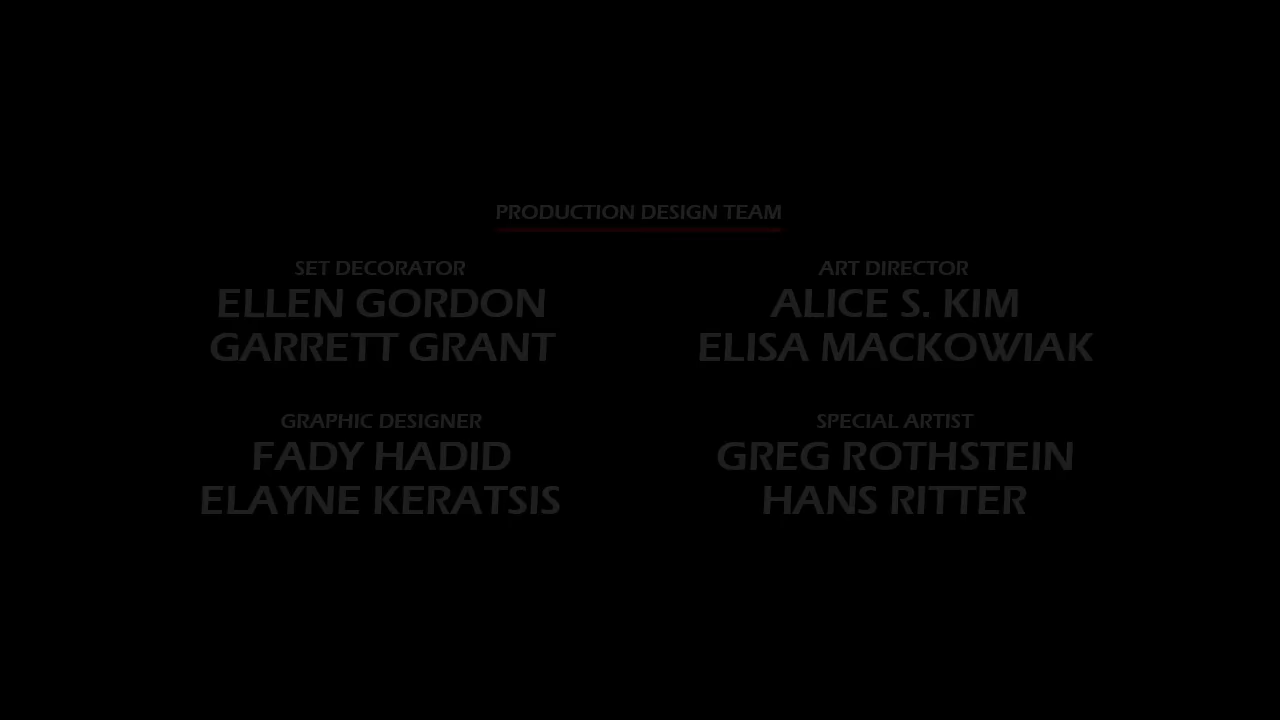 PRODUCTION DESIGN TEAM
SET DECORATOR
ELLEN GORDON
GARRETT GRANT
ART DIRECTOR
ALICE S. KIM
ELISA MACKOWIAK
GRAPHIC DESIGNER
FADY HADID
ELAYNE KERATSIS
SPECIAL ARTIST
GREG ROTHSTEIN
HANS RITTER